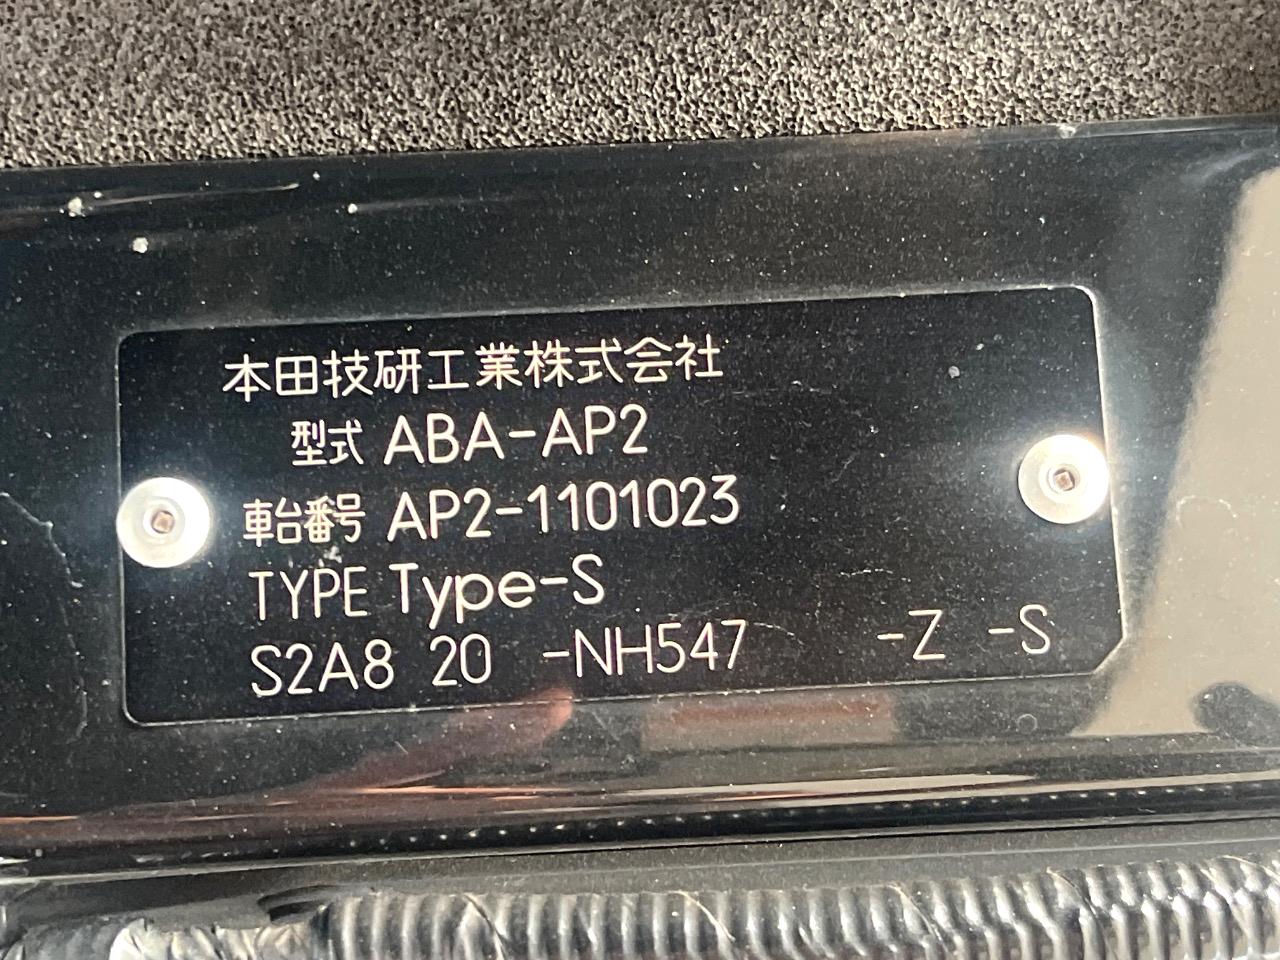 本田技研工業株式会社
型式 ABA-AP2
車台番号 AP2-1101023
TYPE Type-S
S2A8 20 -NH547 -Z -S